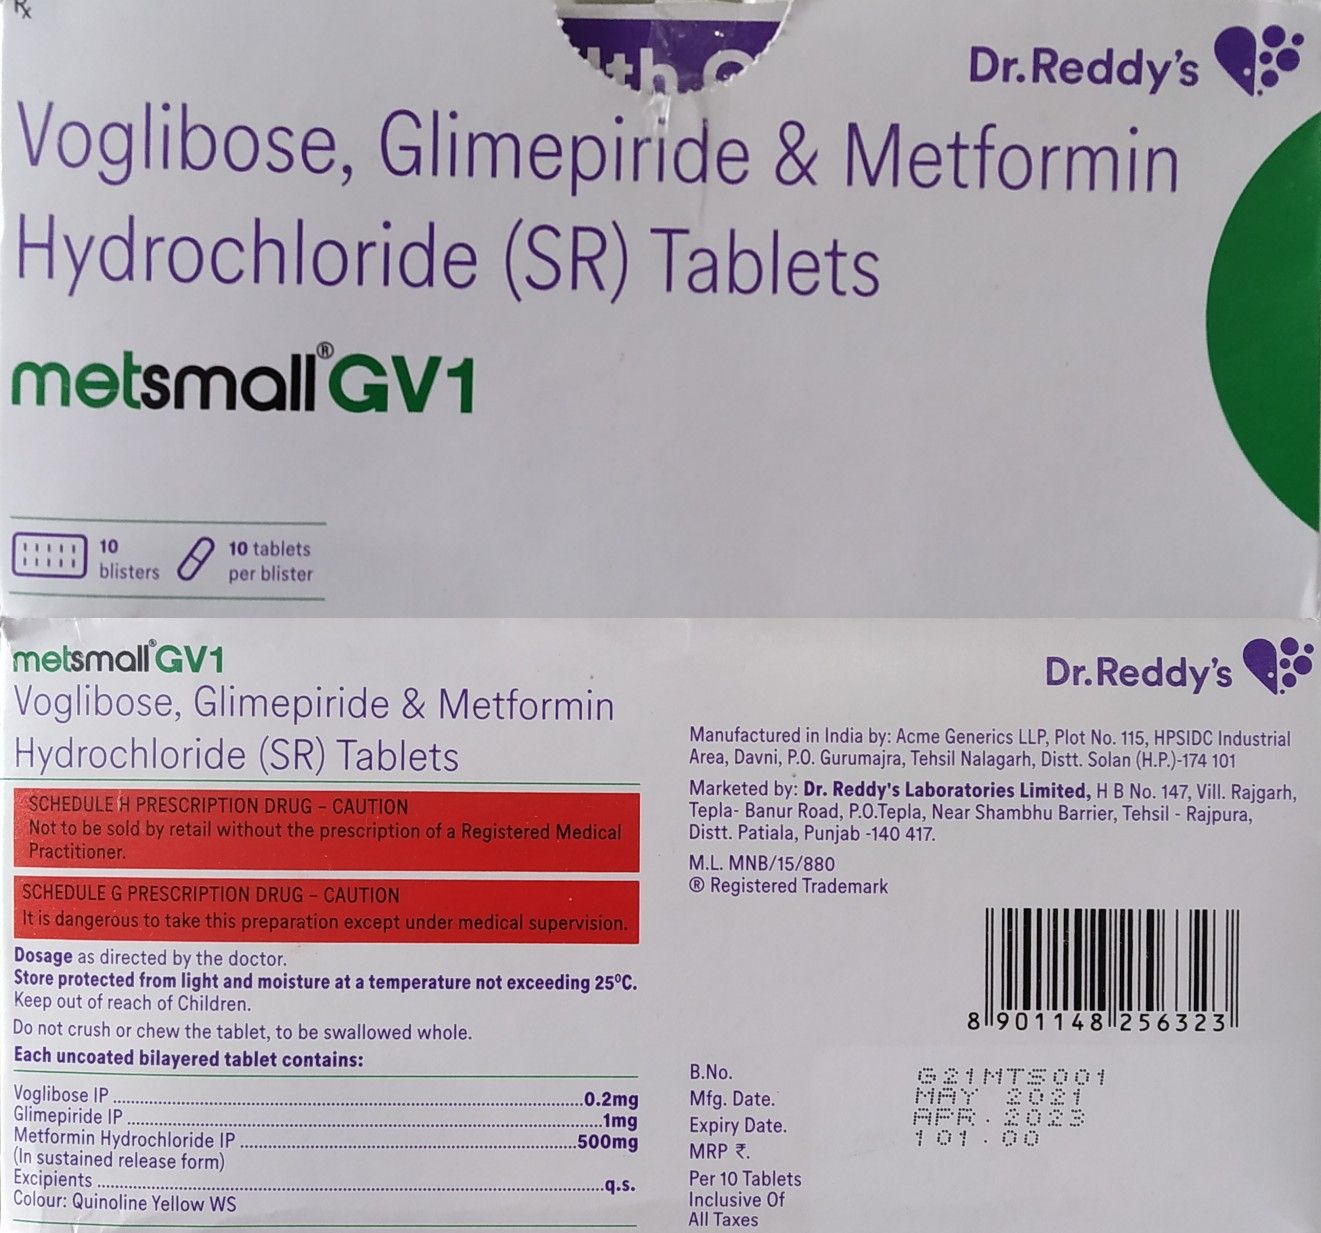 Rx
Dr.Reddy's
Voglibose, Glimepiride & Metformin
Hydrochloride (SR) Tablets
metsmall® GV1
10
blisters
10 tablets
per blister
metsmall® GV1
Voglibose, Glimepiride & Metformin
Hydrochloride (SR) Tablets
SCHEDULE H PRESCRIPTION DRUG – CAUTION
Not to be sold by retail without the prescription of a Registered Medical
Practitioner.
SCHEDULE G PRESCRIPTION DRUG – CAUTION
It is dangerous to take this preparation except under medical supervision.
Dosage as directed by the doctor.
Store protected from light and moisture at a temperature not exceeding 25ºC.
Keep out of reach of Children.
Do not crush or chew the tablet, to be swallowed whole.
Each uncoated bilayered tablet contains:
Voglibose IP ........ 0.2mg
Glimepiride IP ........ 1mg
Metformin Hydrochloride IP ........ 500mg
(In sustained release form)
Excipients ........ q.s.
Colour: Quinoline Yellow WS
Dr.Reddy's
Manufactured in India by: Acme Generics LLP, Plot No. 115, HPSIDC Industrial
Area, Davni, P.O. Gurumajra, Tehsil Nalagarh, Distt. Solan (H.P.)-174 101
Marketed by: Dr. Reddy's Laboratories Limited, H B No. 147, Vill. Rajgarh,
Tepla- Banur Road, P.O.Tepla, Near Shambhu Barrier, Tehsil - Rajpura,
Distt. Patiala, Punjab -140 417.
M.L. MNB/15/880
® Registered Trademark
8 901148 256323
B.No. G21MTS001
Mfg. Date. MAY 2021
Expiry Date. APR. 2023
MRP ₹. 101.00
Per 10 Tablets
Inclusive Of
All Taxes